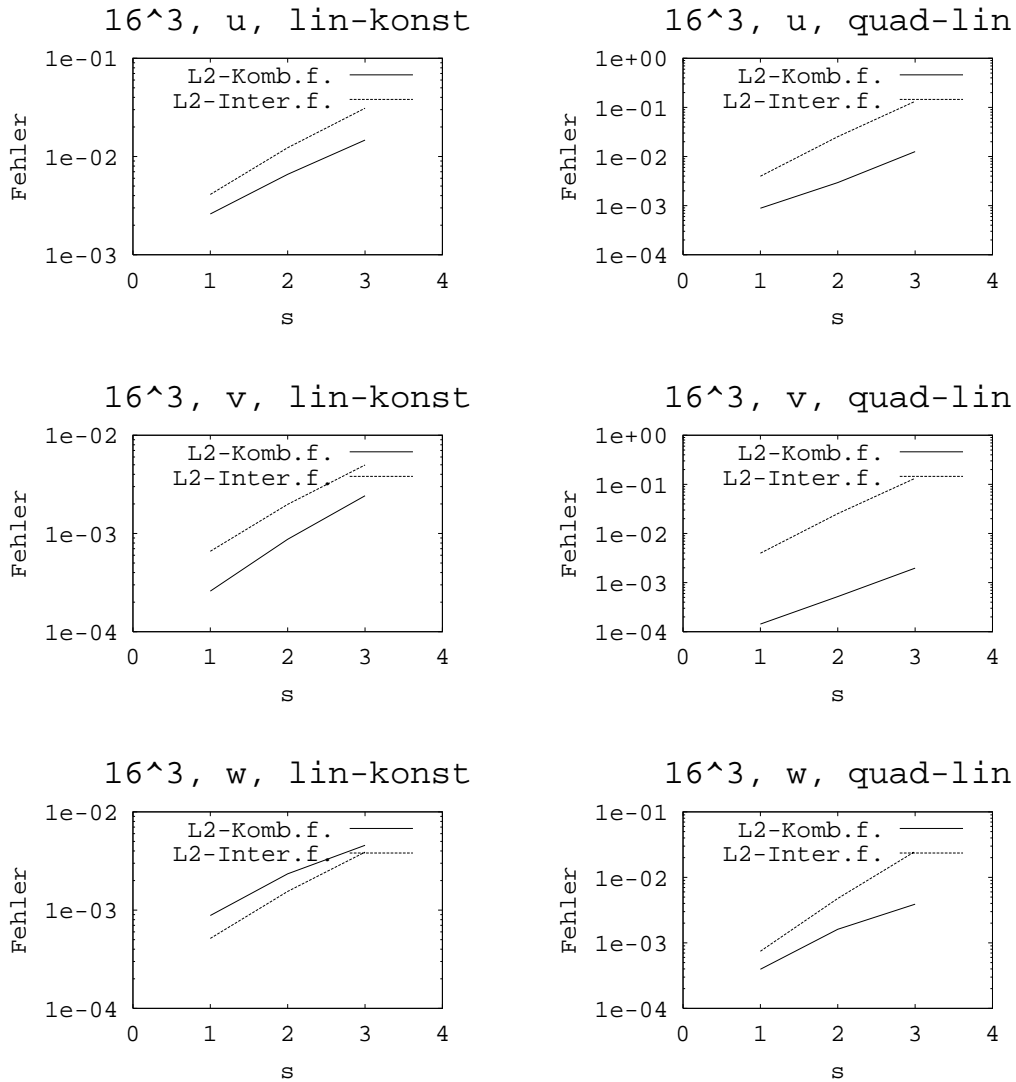 16^3, u, lin-konst
1e-01
L2-Komb.f.
L2-Inter.f.
1e-02
Fehler
1e-03
0 1 2 3 4
s
16^3, u, quad-lin
1e+00
L2-Komb.f.
1e-01
L2-Inter.f.
1e-02
Fehler
1e-03
1e-04
0 1 2 3 4
s
16^3, v, lin-konst
1e-02
L2-Komb.f.
L2-Inter.f.
1e-03
Fehler
1e-04
0 1 2 3 4
s
16^3, v, quad-lin
1e+00
L2-Komb.f.
1e-01
L2-Inter.f.
1e-02
Fehler
1e-03
1e-04
0 1 2 3 4
s
16^3, w, lin-konst
1e-02
L2-Komb.f.
L2-Inter.f.
1e-03
Fehler
1e-04
0 1 2 3 4
s
16^3, w, quad-lin
1e-01
L2-Komb.f.
L2-Inter.f.
1e-02
Fehler
1e-03
1e-04
0 1 2 3 4
s